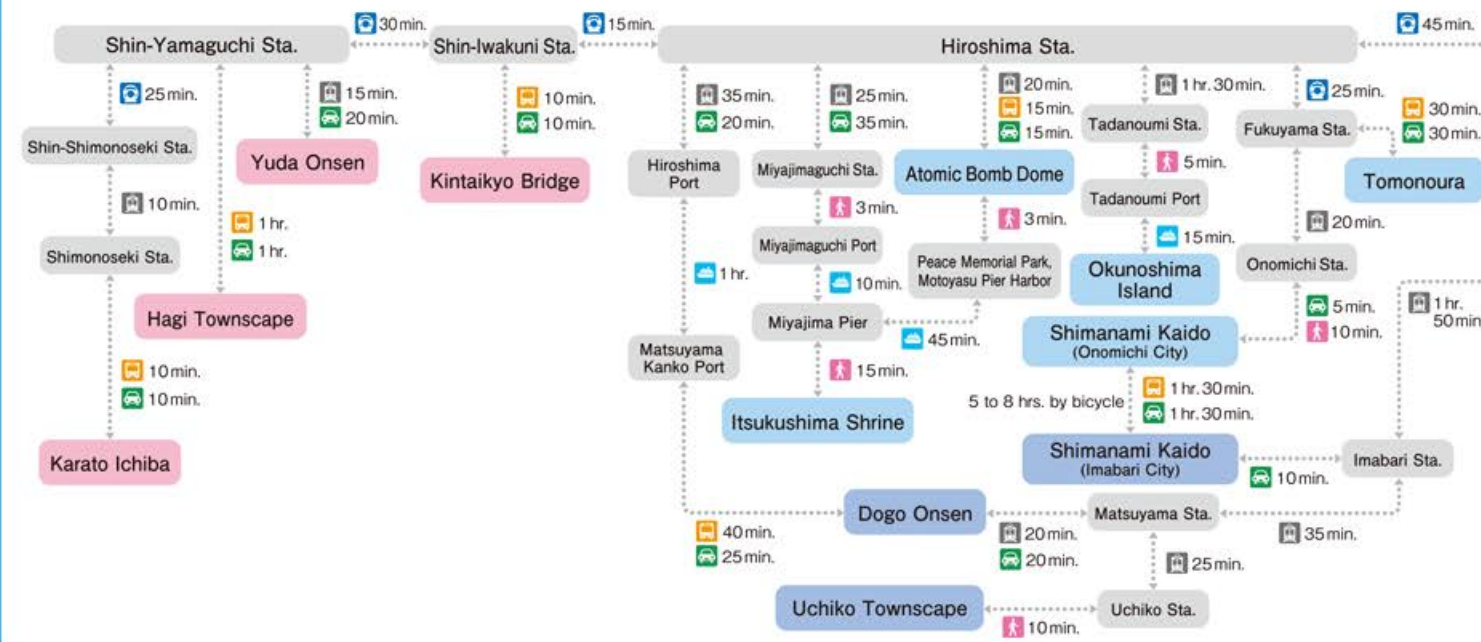 30 min.
15 min.
45 min.
Shin-Yamaguchi Sta.
Shin-Iwakuni Sta.
Hiroshima Sta.
25 min.
15 min.
20 min.
10 min.
10 min.
35 min.
20 min.
25 min.
35 min.
20 min.
15 min.
15 min.
1 hr. 30 min.
25 min.
30 min.
30 min.
Shin-Shimonoseki Sta.
Yuda Onsen
Kintaikyo Bridge
Hiroshima
Port
Miyajimaguchi Sta.
Atomic Bomb Dome
Tadanoumi Sta.
Fukuyama Sta.
Tomonoura
5 min.
Tadanoumi Port
10 min.
1 hr.
1 hr.
3 min.
3 min.
15 min.
20 min.
Shimonoseki Sta.
Miyajimaguchi Port
Peace Memorial Park,
Motoyasu Pier Harbor
Okunoshima
Island
Onomichi Sta.
1 hr.
10 min.
Hagi Townscape
Miyajima Pier
45 min.
5 min.
10 min.
1 hr.
50 min
Shimanami Kaido
(Onomichi City)
Matsuyama
Kanko Port
10 min.
10 min.
15 min.
5 to 8 hrs. by bicycle
1 hr. 30 min.
1 hr. 30 min.
Itsukushima Shrine
Karato Ichiba
Shimanami Kaido
(Imabari City)
10 min.
Imabari Sta.
Dogo Onsen
Matsuyama Sta.
40 min.
25 min.
20 min.
20 min.
35 min.
25 min.
Uchiko Townscape
10 min.
Uchiko Sta.